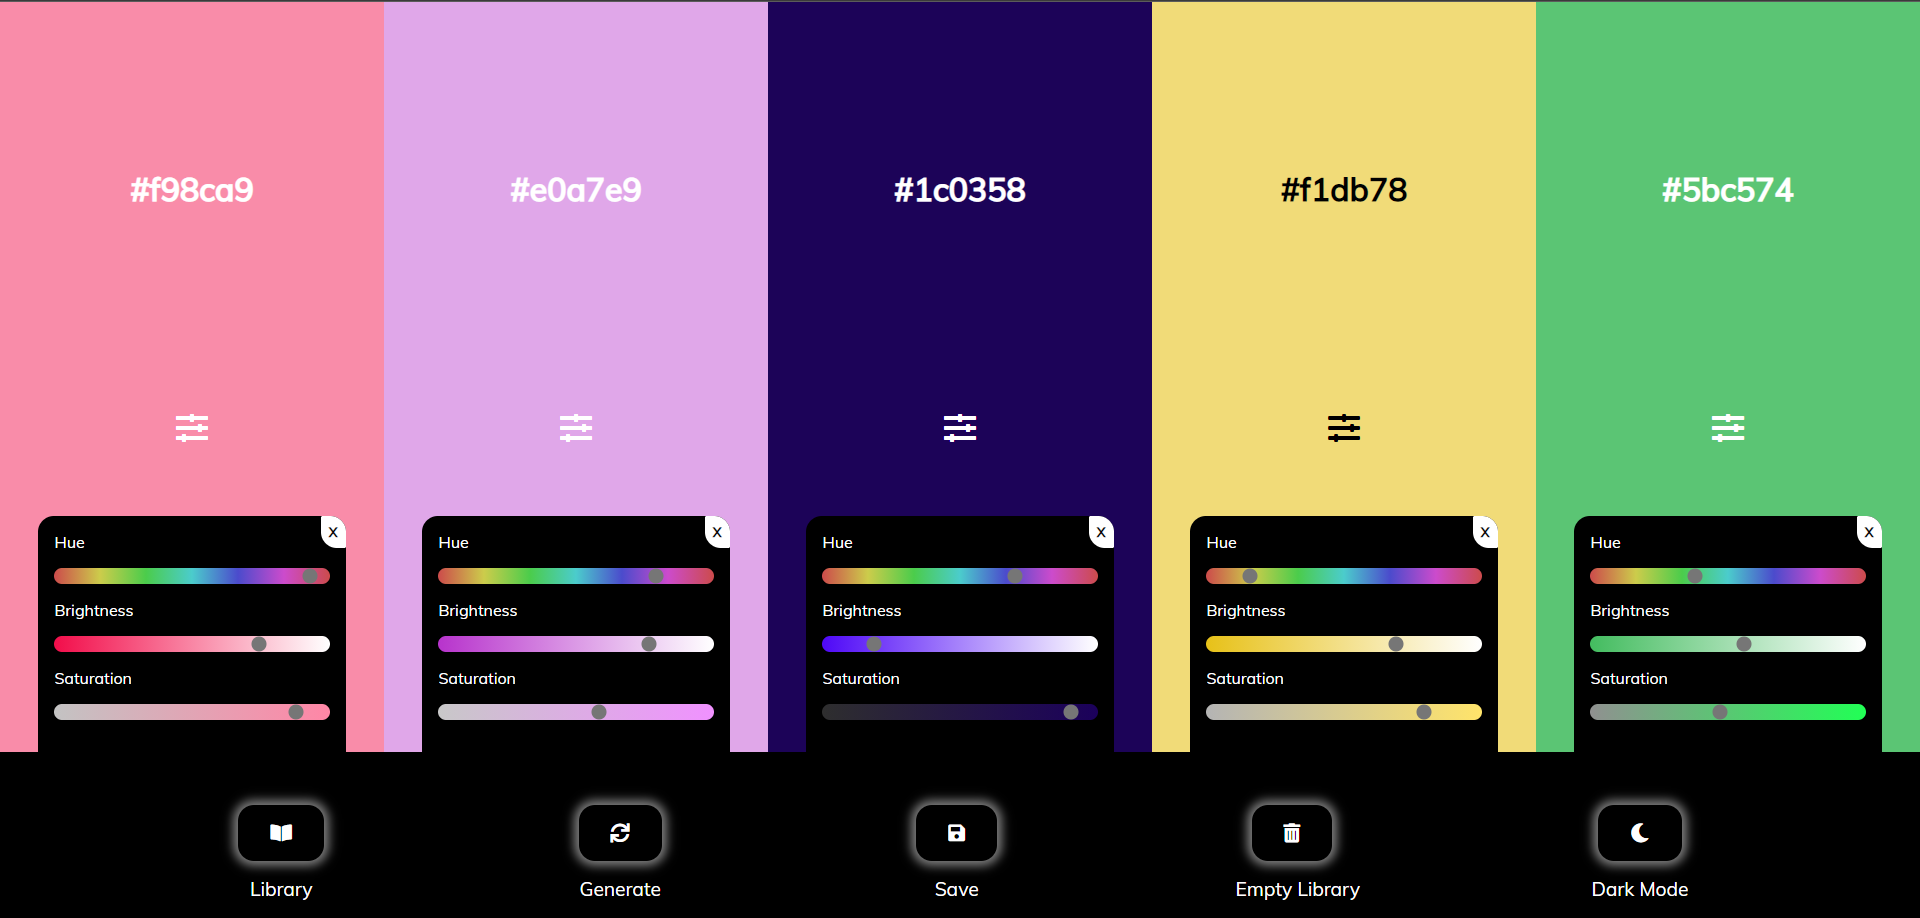 #f98ca9
#e0a7e9
#1c0358
#f1db78
#5bc574
x
Hue
Brightness
Saturation
x
Hue
Brightness
Saturation
x
Hue
Brightness
Saturation
x
Hue
Brightness
Saturation
x
Hue
Brightness
Saturation
Library
Generate
Save
Empty Library
Dark Mode